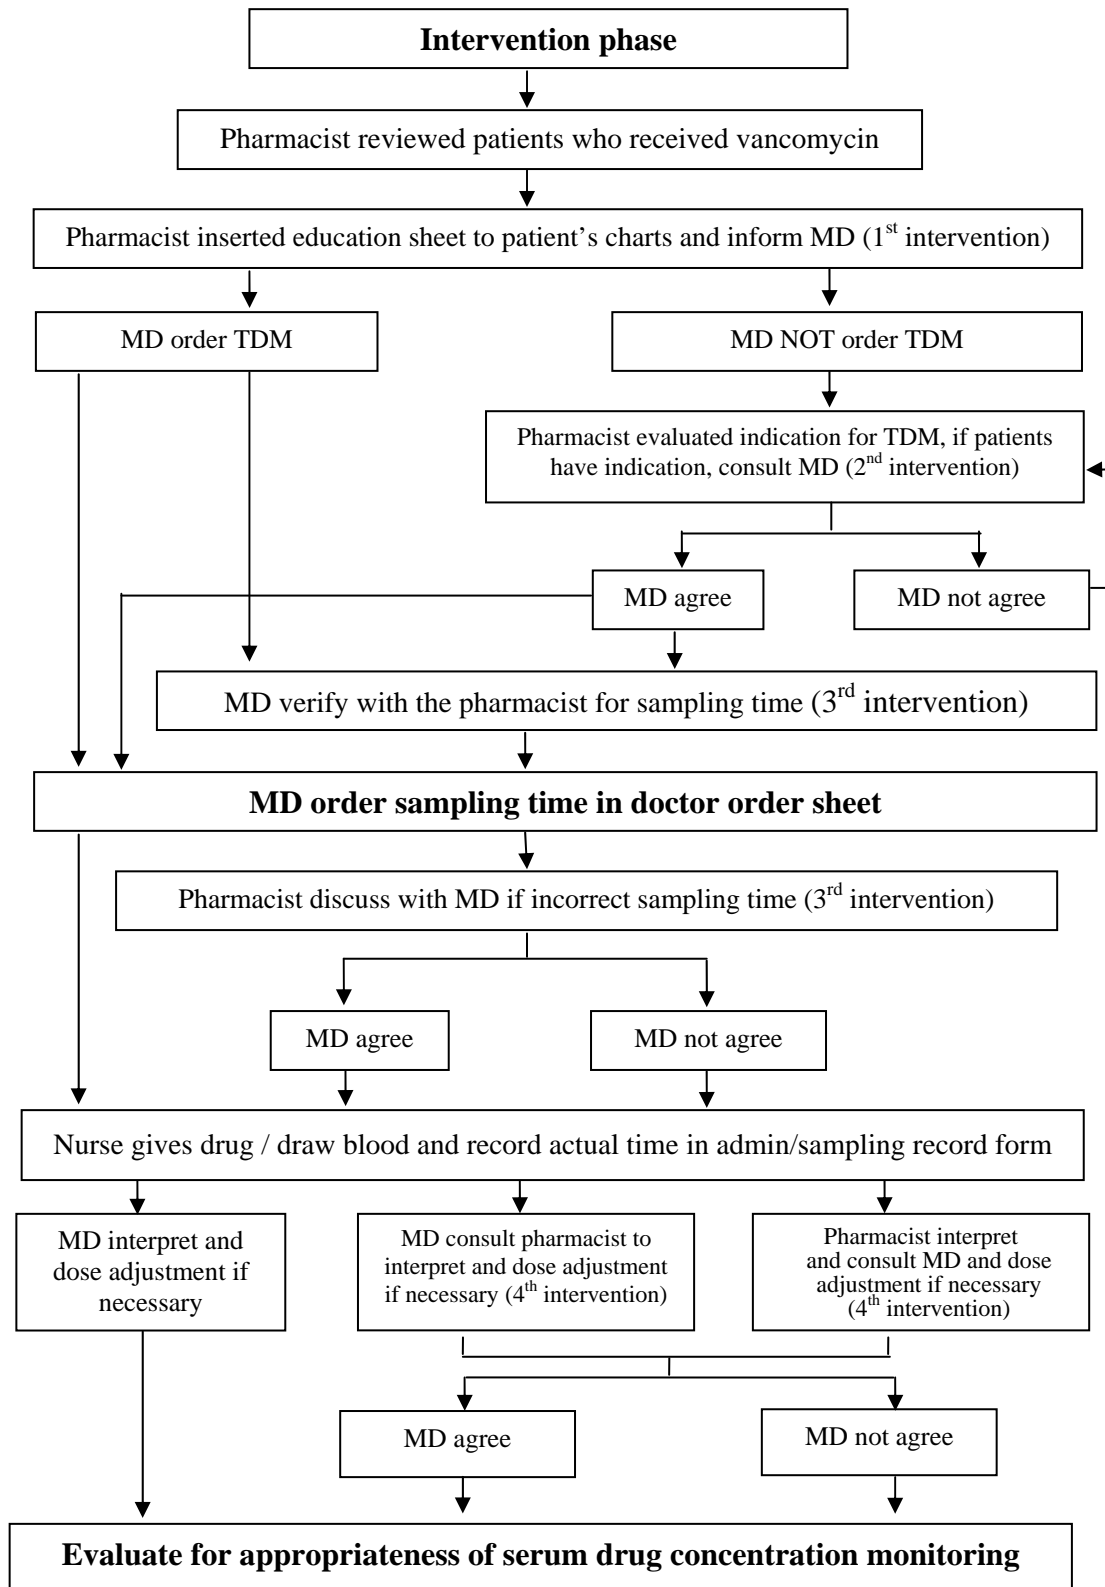 Intervention phase
Pharmacist reviewed patients who received vancomycin
Pharmacist inserted education sheet to patient's charts and inform MD (1st intervention)
MD order TDM
MD NOT order TDM
Pharmacist evaluated indication for TDM, if patients
have indication, consult MD (2nd intervention)
MD agree
MD not agree
MD verify with the pharmacist for sampling time (3rd intervention)
MD order sampling time in doctor order sheet
Pharmacist discuss with MD if incorrect sampling time (3rd intervention)
MD agree
MD not agree
Nurse gives drug / draw blood and record actual time in admin/sampling record form
MD interpret and
dose adjustment if
necessary
MD consult pharmacist to
interpret and dose adjustment
if necessary (4th intervention)
Pharmacist interpret
and consult MD and dose
adjustment if necessary
(4th intervention)
MD agree
MD not agree
Evaluate for appropriateness of serum drug concentration monitoring